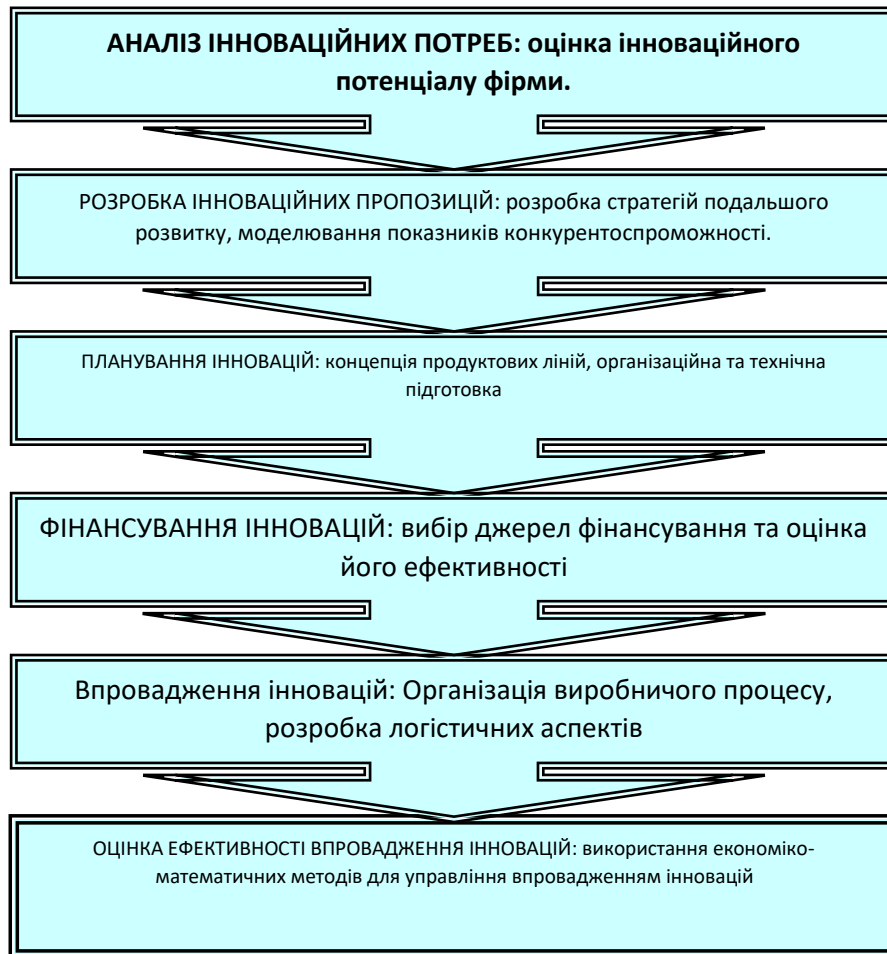 АНАЛІЗ ІННОВАЦІЙНИХ ПОТРЕБ: оцінка інноваційного
потенціалу фірми.
РОЗРОБКА ІННОВАЦІЙНИХ ПРОПОЗИЦІЙ: розробка стратегій подальшого
розвитку, моделювання показників конкурентоспроможності.
ПЛАНУВАННЯ ІННОВАЦІЙ: концепція продуктових ліній, організаційна та технічна
підготовка
ФІНАНСУВАННЯ ІННОВАЦІЙ: вибір джерел фінансування та оцінка
його ефективності
Впровадження інновацій: Організація виробничого процесу,
розробка логістичних аспектів
ОЦІНКА ЕФЕКТИВНОСТІ ВПРОВАДЖЕННЯ ІННОВАЦІЙ: використання економіко-
математичних методів для управління впровадженням інновацій